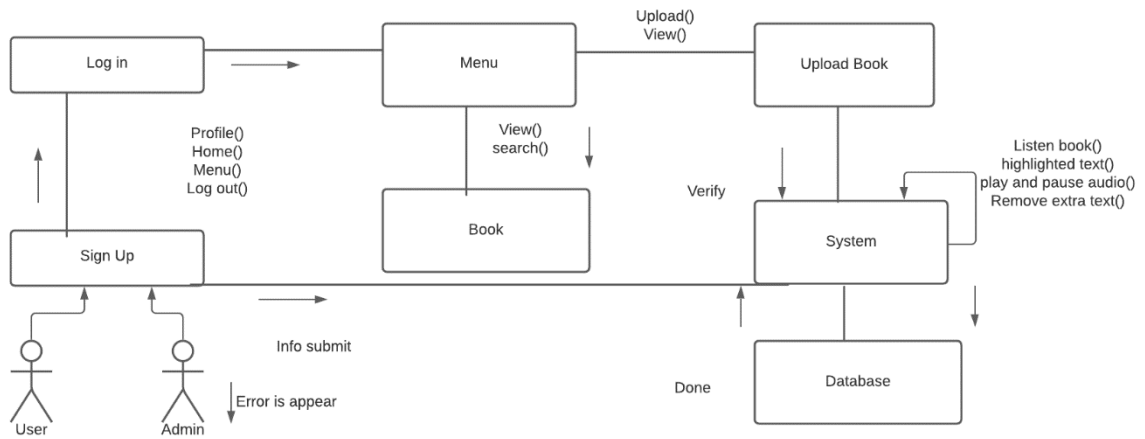 Upload()
View()
Log in
Menu
Upload Book
Profile()
Home()
Menu()
Log out()
View()
search()
Listen book()
highlighted text()
play and pause audio()
Remove extra text()
Verify
Sign Up
Book
System
Info submit
Error is appear
Done
Database
User
Admin